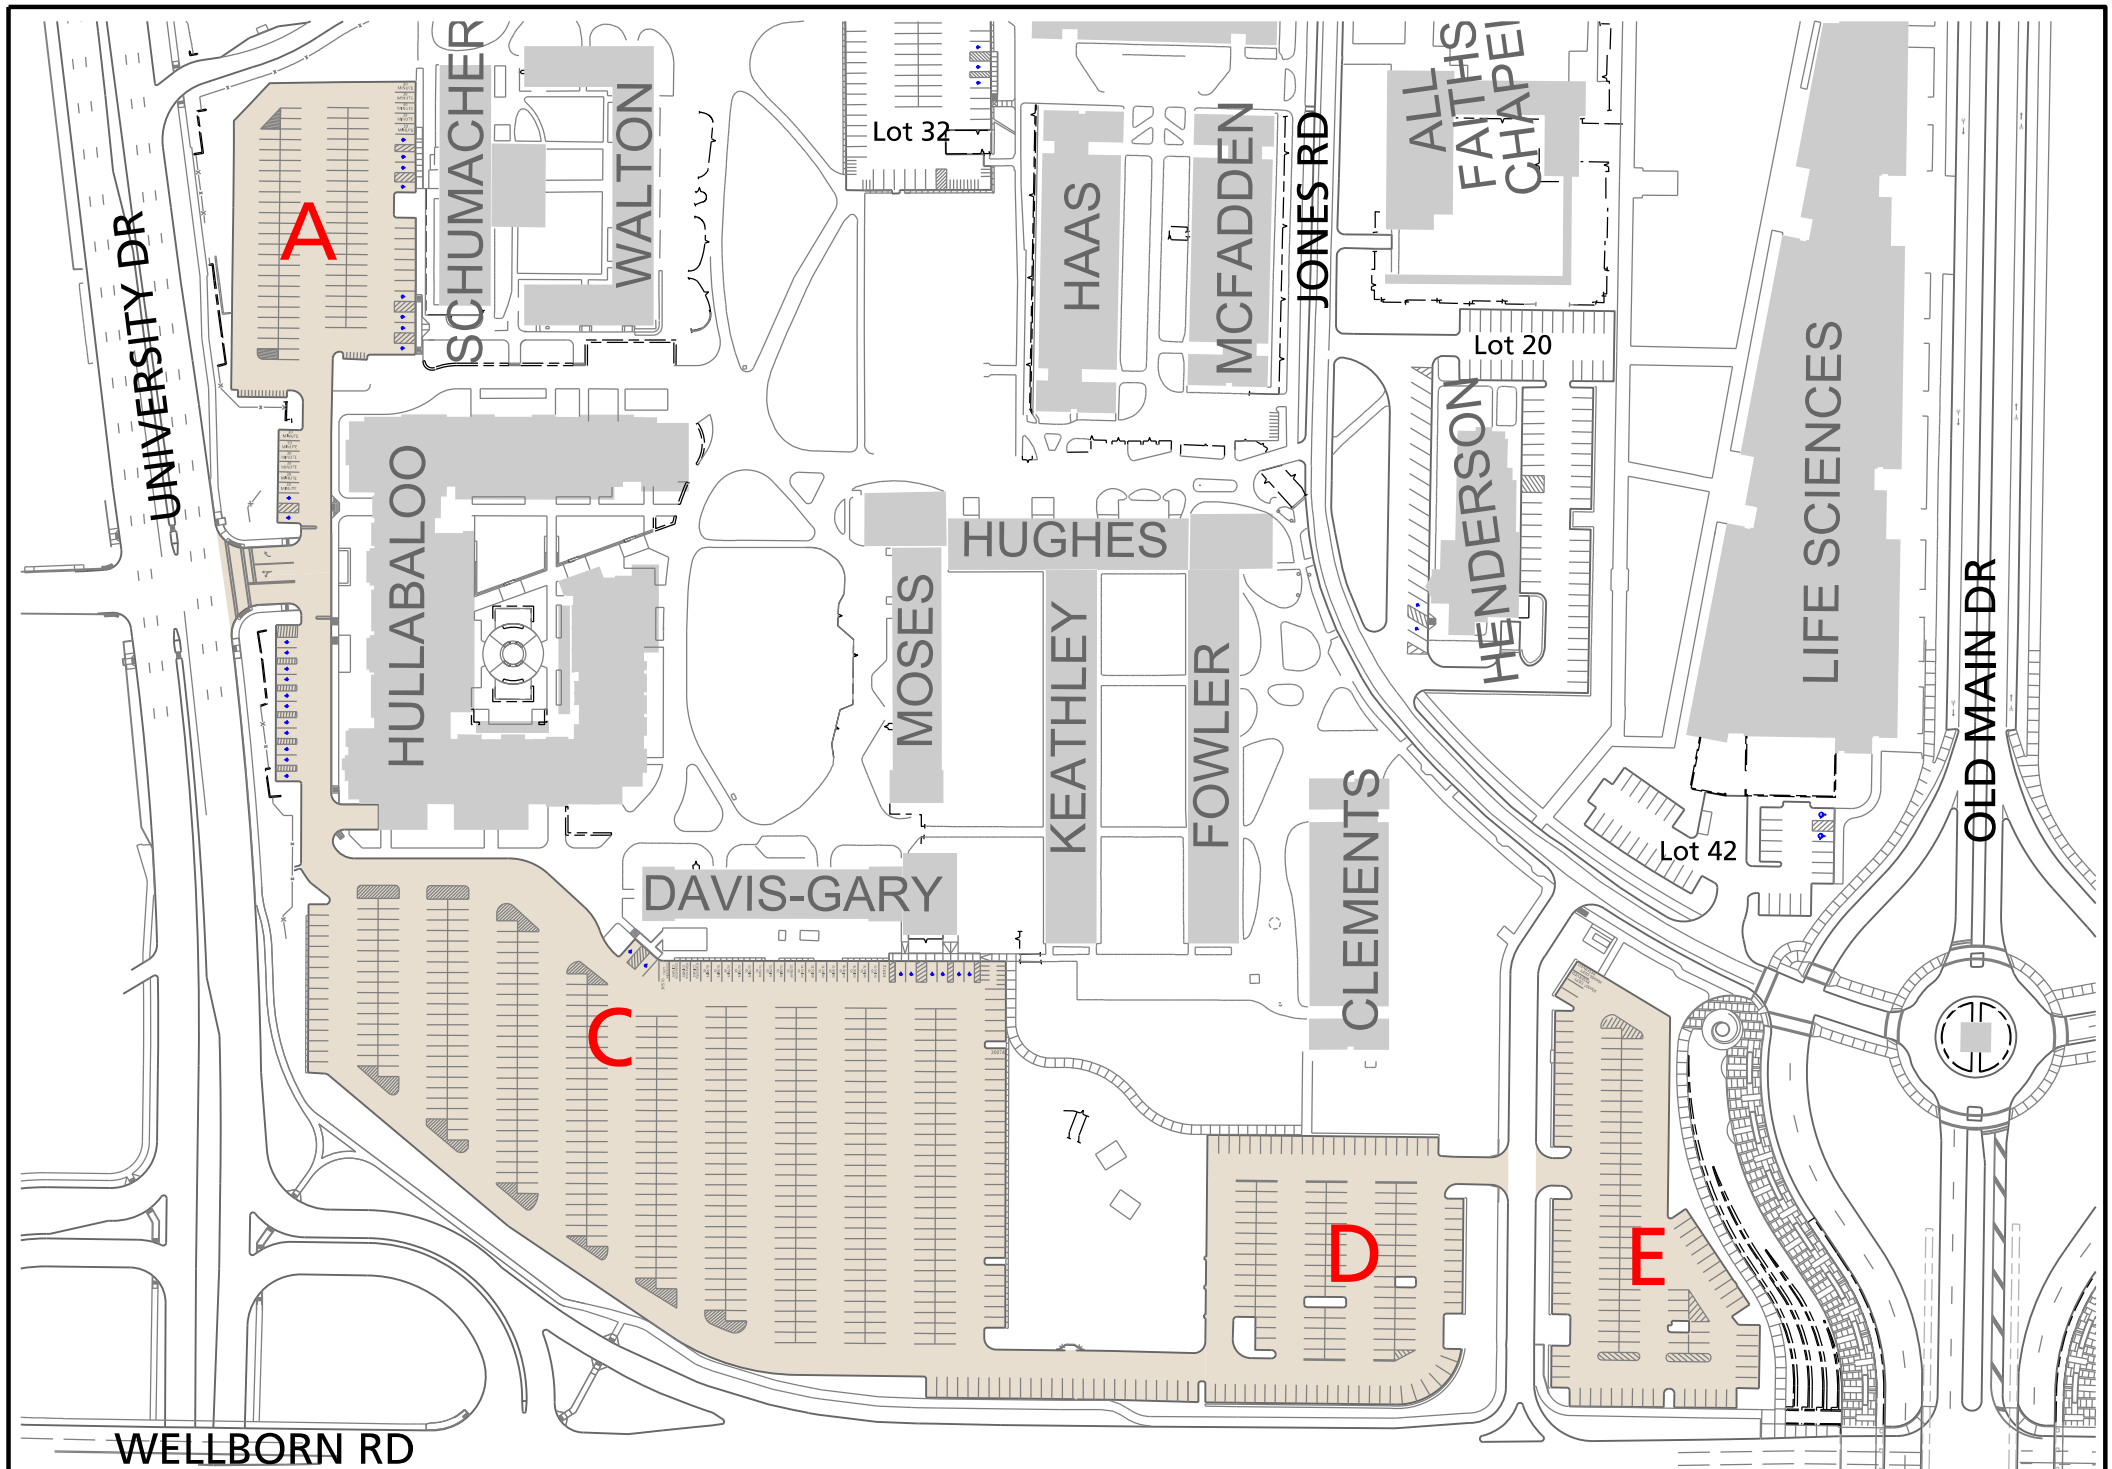 SCHUMACHER
WALTON
Lot 32
HAAS
MCFADDEN
JONES RD
ALL
FAITHS
A
UNIVERSITY DR
Lot 20
HENDERSON
LIFE SCIENCES
OLD MAIN DR
HULLABALOO
HUGHES
MOSES
KEATHLEY
FOWLER
CLEMENTS
Lot 42
DAVIS-GARY
C
D
E
WELLBORN RD